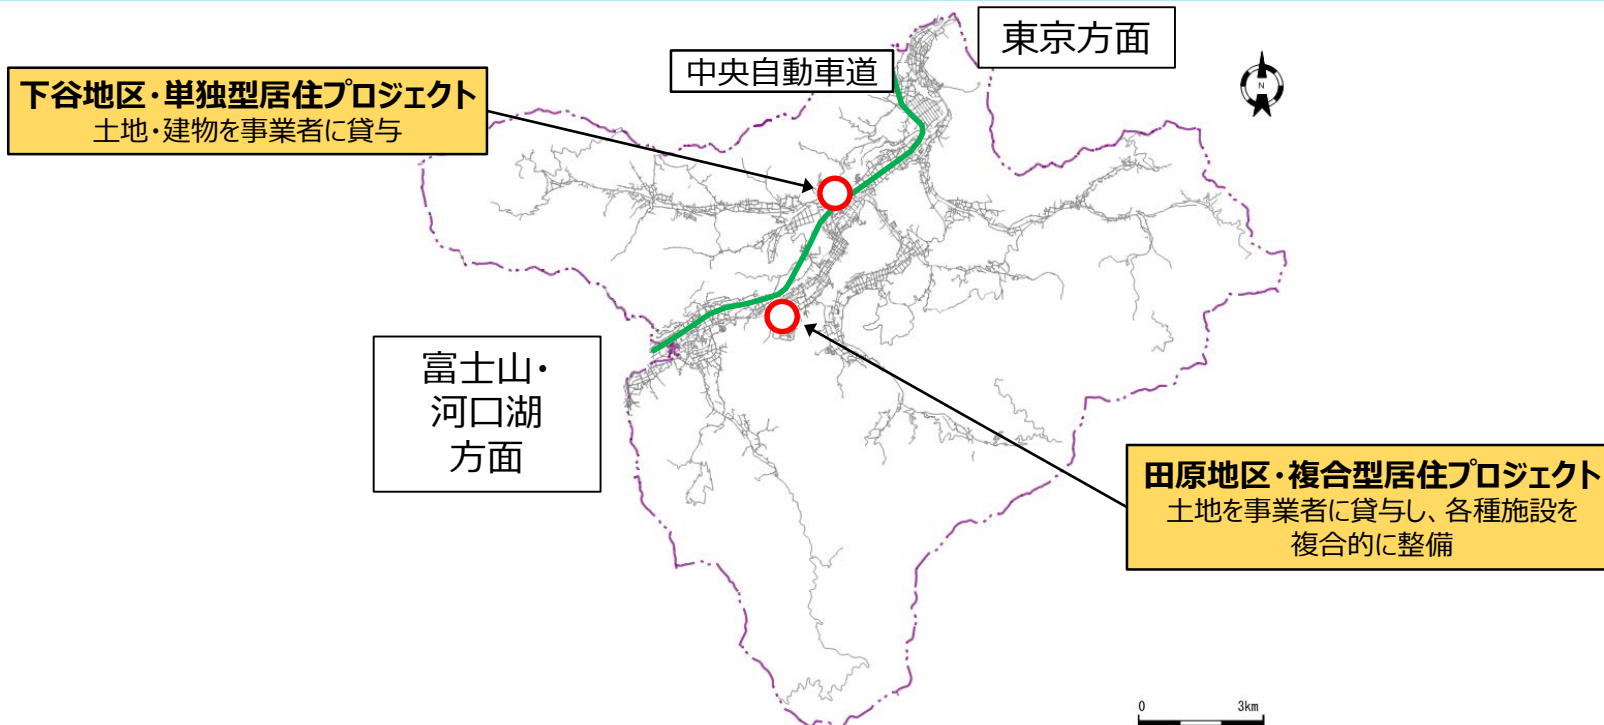 東京方面
中央自動車道
N
下谷地区・単独型居住プロジェクト
土地・建物を事業者に貸与
富士山・
河口湖
方面
田原地区・複合型居住プロジェクト
土地を事業者に貸与し、各種施設を
複合的に整備
0 3km